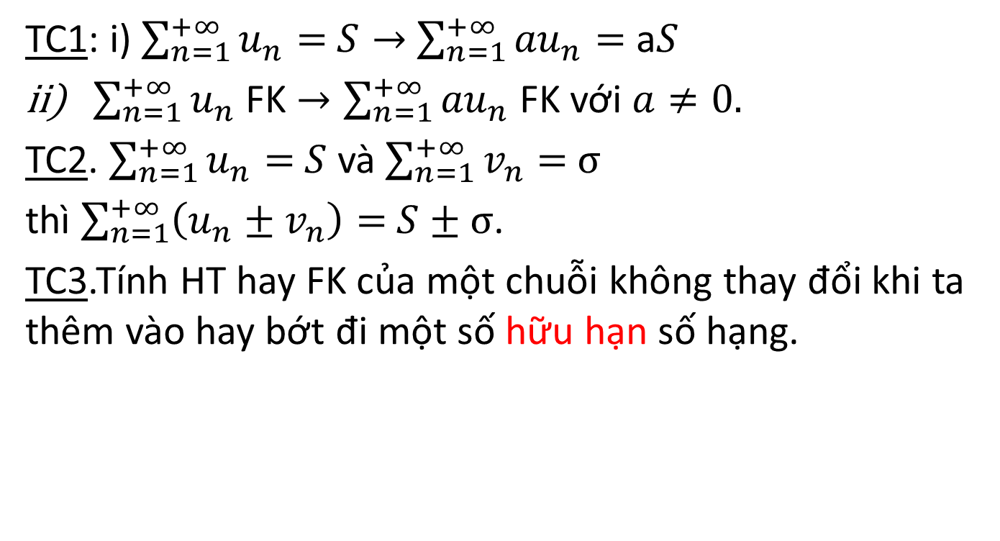 TC1: i) $\sum_{n=1}^{+\infty} u_n = S \rightarrow \sum_{n=1}^{+\infty} au_n = \text{a}S$
ii) $\sum_{n=1}^{+\infty} u_n$ FK $\rightarrow \sum_{n=1}^{+\infty} au_n$ FK với $a \neq 0$.
TC2. $\sum_{n=1}^{+\infty} u_n = S$ và $\sum_{n=1}^{+\infty} v_n = \sigma$
thì $\sum_{n=1}^{+\infty}(u_n \pm v_n) = S \pm \sigma$.
TC3.Tính HT hay FK của một chuỗi không thay đổi khi ta
thêm vào hay bớt đi một số hữu hạn số hạng.